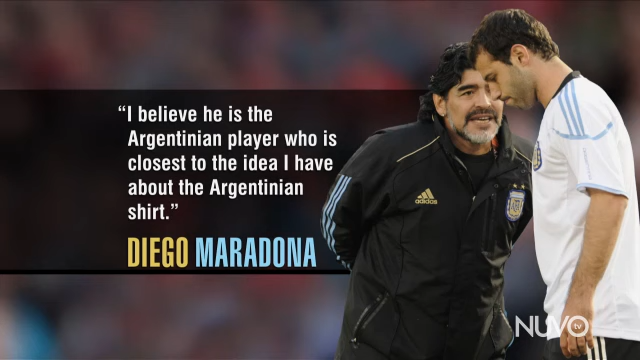 “I believe he is the
Argentinian player who is
closest to the idea I have
about the Argentinian
shirt.”
DIEGO MARADONA
adidas
NUVOtv